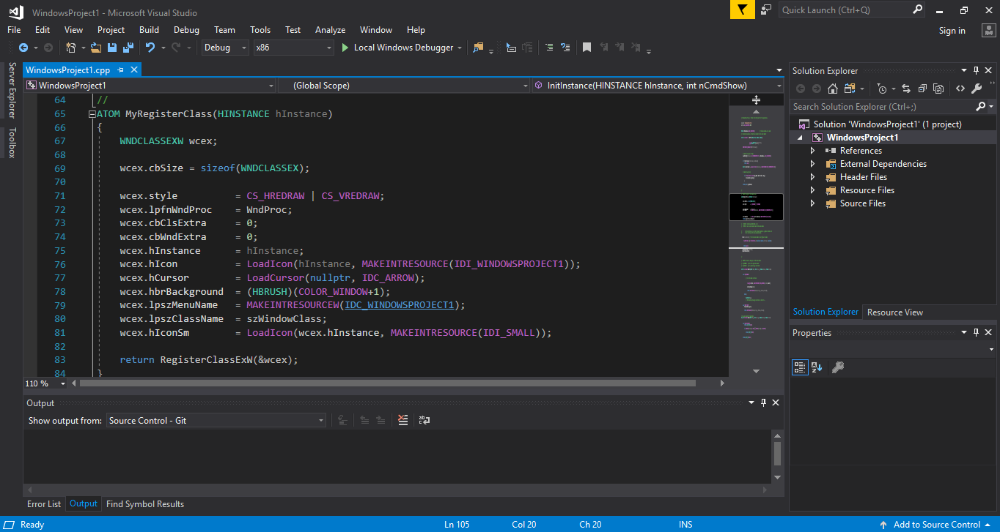 WindowsProject1 - Microsoft Visual Studio
Quick Launch (Ctrl+Q)
File Edit View Project Build Debug Team Tools Test Analyze Window Help
Sign in
Debug x86 Local Windows Debugger
Server Explorer
Toolbox
WindowsProject1.cpp
WindowsProject1 (Global Scope) InitInstance(HINSTANCE hInstance, int nCmdShow)
64 //
65 ATOM MyRegisterClass(HINSTANCE hInstance)
66 {
67 WNDCLASSEXW wcex;
68
69 wcex.cbSize = sizeof(WNDCLASSEX);
70
71 wcex.style = CS_HREDRAW | CS_VREDRAW;
72 wcex.lpfnWndProc = WndProc;
73 wcex.cbClsExtra = 0;
74 wcex.cbWndExtra = 0;
75 wcex.hInstance = hInstance;
76 wcex.hIcon = LoadIcon(hInstance, MAKEINTRESOURCE(IDI_WINDOWSPROJECT1));
77 wcex.hCursor = LoadCursor(nullptr, IDC_ARROW);
78 wcex.hbrBackground = (HBRUSH)(COLOR_WINDOW+1);
79 wcex.lpszMenuName = MAKEINTRESOURCEW(IDC_WINDOWSPROJECT1);
80 wcex.lpszClassName = szWindowClass;
81 wcex.hIconSm = LoadIcon(wcex.hInstance, MAKEINTRESOURCE(IDI_SMALL));
82
83 return RegisterClassExW(&wcex);
84 }
110 %
Output
Show output from: Source Control - Git
Error List Output Find Symbol Results
Solution Explorer
Search Solution Explorer (Ctrl+;)
Solution 'WindowsProject1' (1 project)
WindowsProject1
References
External Dependencies
Header Files
Resource Files
Source Files
Solution Explorer Resource View
Properties
Ready Ln 105 Col 20 Ch 20 INS Add to Source Control